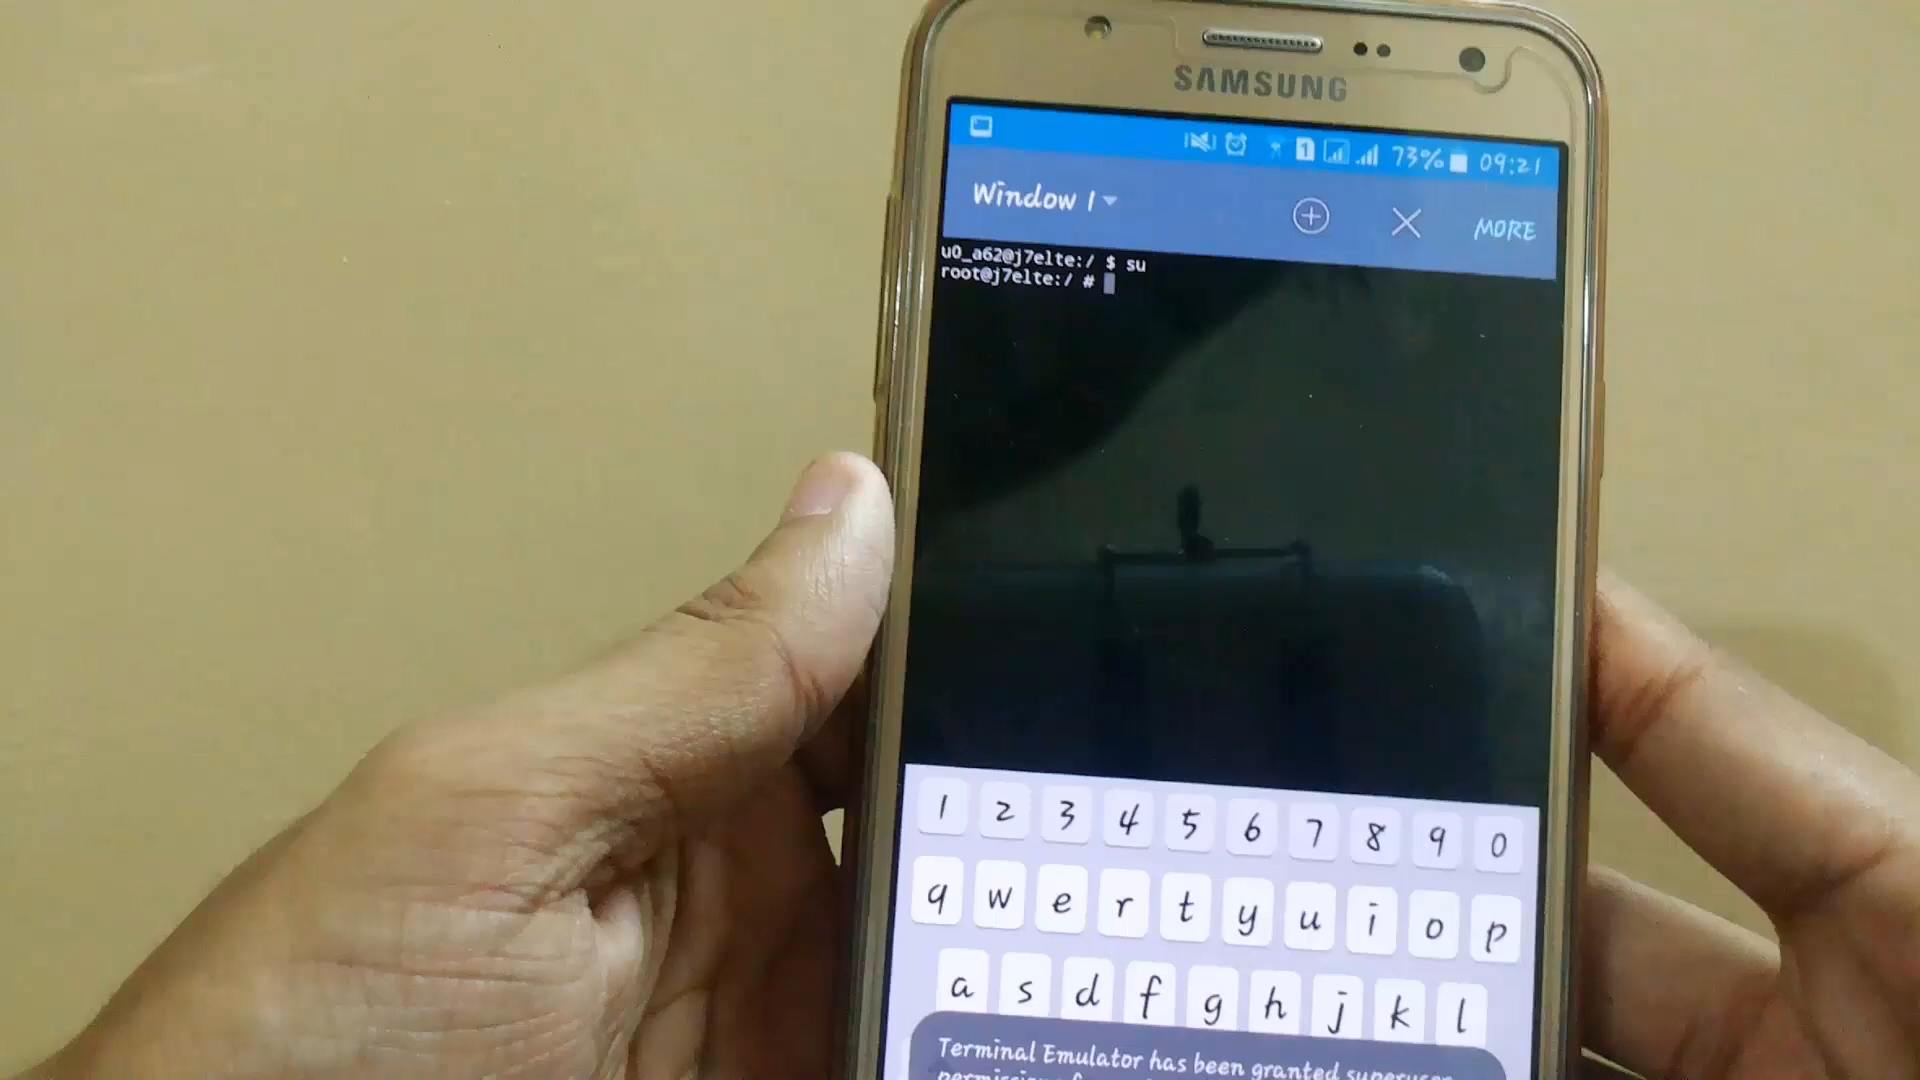 SAMSUNG
1 73% 09:21
Window 1 MORE
u0_a62@j7elte:/ $ su
root@j7elte:/ #
1 2 3 4 5 6 7 8 9 0
q w e r t y u i o p
a s d f g h j k l
Terminal Emulator has been granted superuser